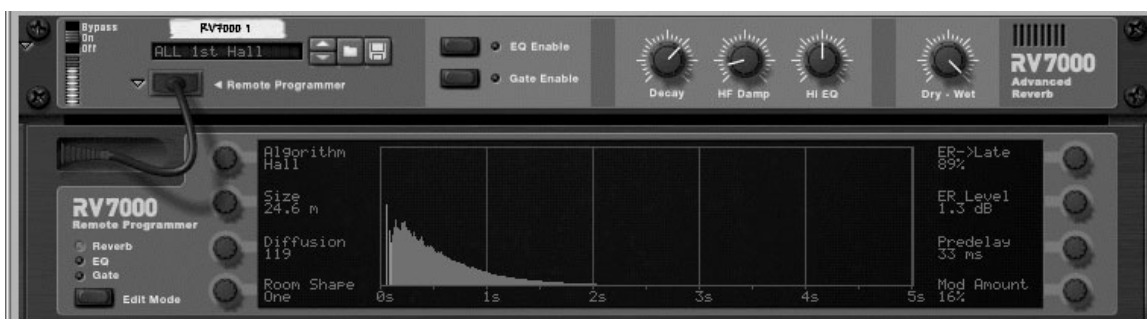 Bypass
On
Off
RV7000 1
ALL 1st Hall
Remote Programmer
EQ Enable
Gate Enable
Decay
HF Damp
Hi EQ
Dry - Wet
RV7000
Advanced
Reverb
Algorithm
Hall
Size
24.6 m
Diffusion
119
Room Shape
One
0s 1s 2s 3s 4s 5s
ER->Late
89%
ER Level
1.3 dB
Predelay
33 ms
Mod Amount
16%
RV7000
Remote Programmer
Reverb
EQ
Gate
Edit Mode